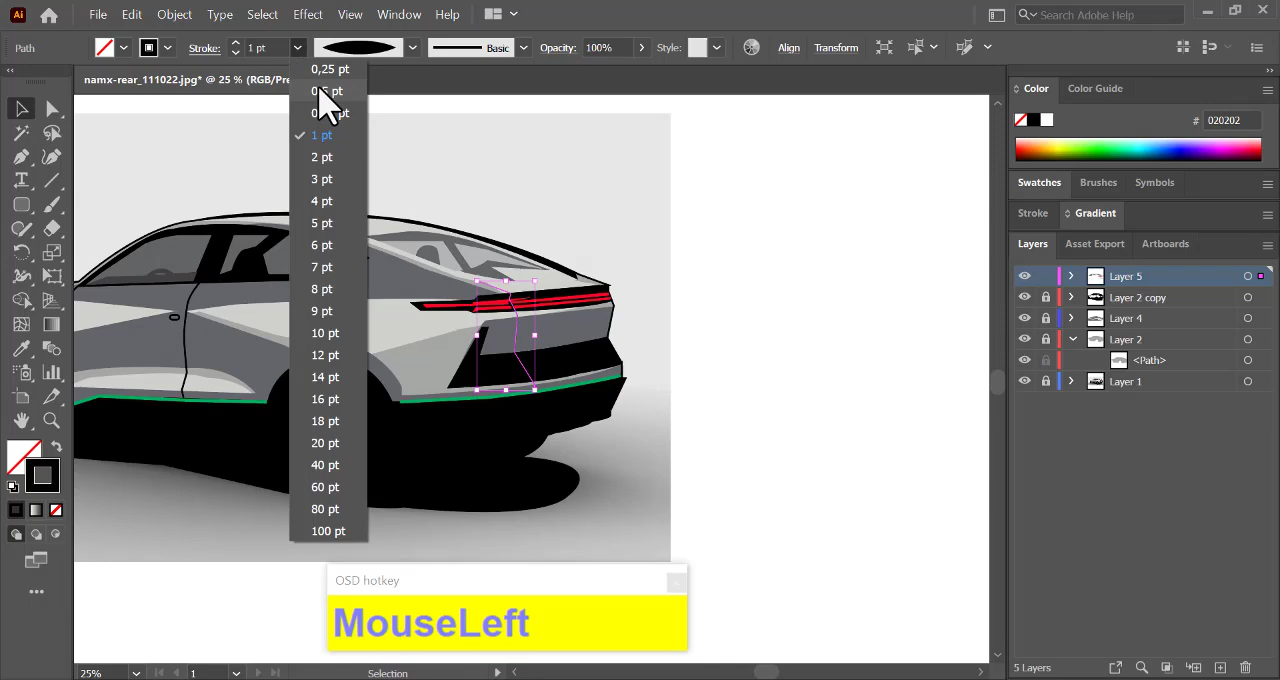 Ai File Edit Object Type Select Effect View Window Help Search Adobe Help
Path Stroke: 1 pt Basic Opacity: 100% Style: Align Transform
namx-rear_111022.jpg* @ 25 % (RGB/Pre
0,25 pt
pt
pt
1 pt
2 pt
3 pt
4 pt
5 pt
6 pt
7 pt
8 pt
9 pt
10 pt
12 pt
14 pt
16 pt
18 pt
20 pt
40 pt
60 pt
80 pt
100 pt
Color Color Guide
# 020202
Swatches Brushes Symbols
Stroke Gradient
Layers Asset Export Artboards
Layer 5
Layer 2 copy
Layer 4
Layer 2
<Path>
Layer 1
OSD hotkey
MouseLeft
25% 1 Selection
5 Layers